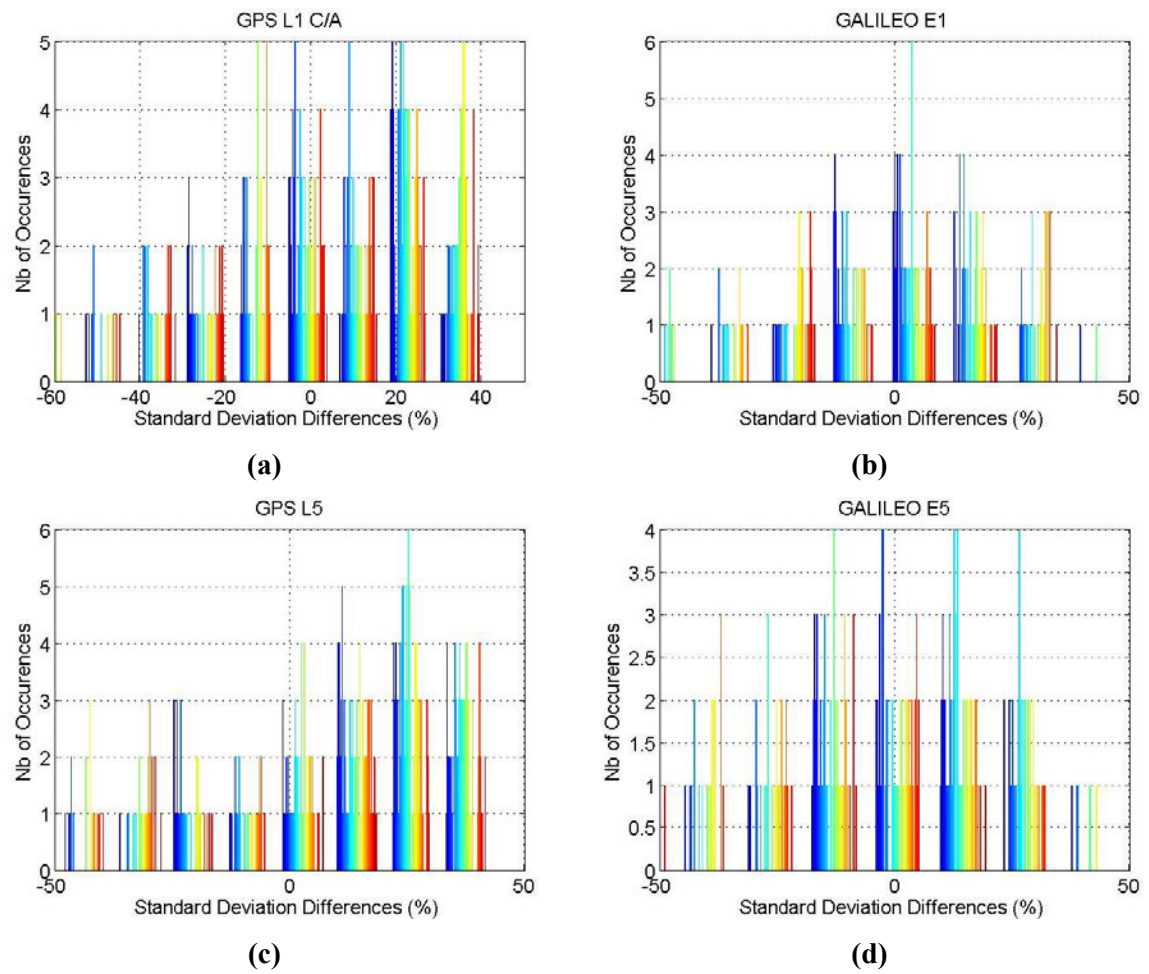 GPS L1 C/A
5
4
3
2
1
0
Nb of Occurences
-60 -40 -20 0 20 40
Standard Deviation Differences (%)
(a)
GALILEO E1
6
5
4
3
2
1
0
Nb of Occurences
-50 0 50
Standard Deviation Differences (%)
(b)
GPS L5
6
5
4
3
2
1
0
Nb of Occurences
-50 0 50
Standard Deviation Differences (%)
(c)
GALILEO E5
4
3.5
3
2.5
2
1.5
1
0.5
0
Nb of Occurences
-50 0 50
Standard Deviation Differences (%)
(d)